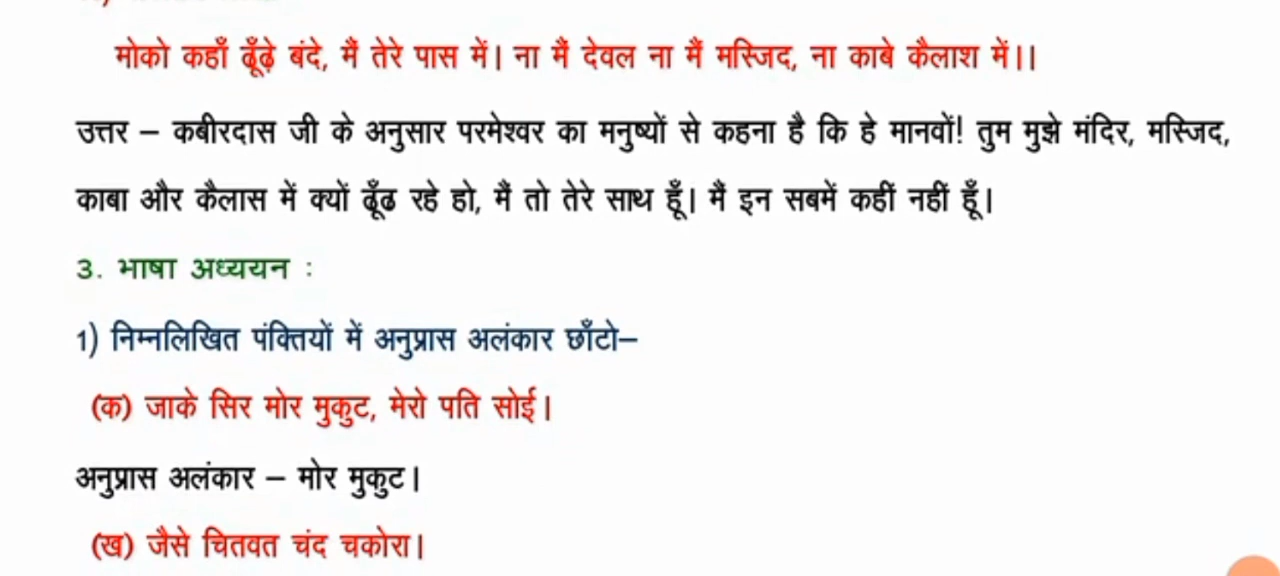 मोको कहाँ ढूँढ़े बंदे, मैं तेरे पास में। ना मैं देवल ना मैं मस्जिद, ना काबे कैलाश में।।
उत्तर – कबीरदास जी के अनुसार परमेश्वर का मनुष्यों से कहना है कि हे मानवों! तुम मुझे मंदिर, मस्जिद,
काबा और कैलास में क्यों ढूँढ रहे हो, मैं तो तेरे साथ हूँ। मैं इन सबमें कहीं नहीं हूँ।
3. भाषा अध्ययन :
1) निम्नलिखित पंक्तियों में अनुप्रास अलंकार छाँटो–
(क) जाके सिर मोर मुकुट, मेरो पति सोई।
अनुप्रास अलंकार – मोर मुकुट।
(ख) जैसे चितवत चंद चकोरा।